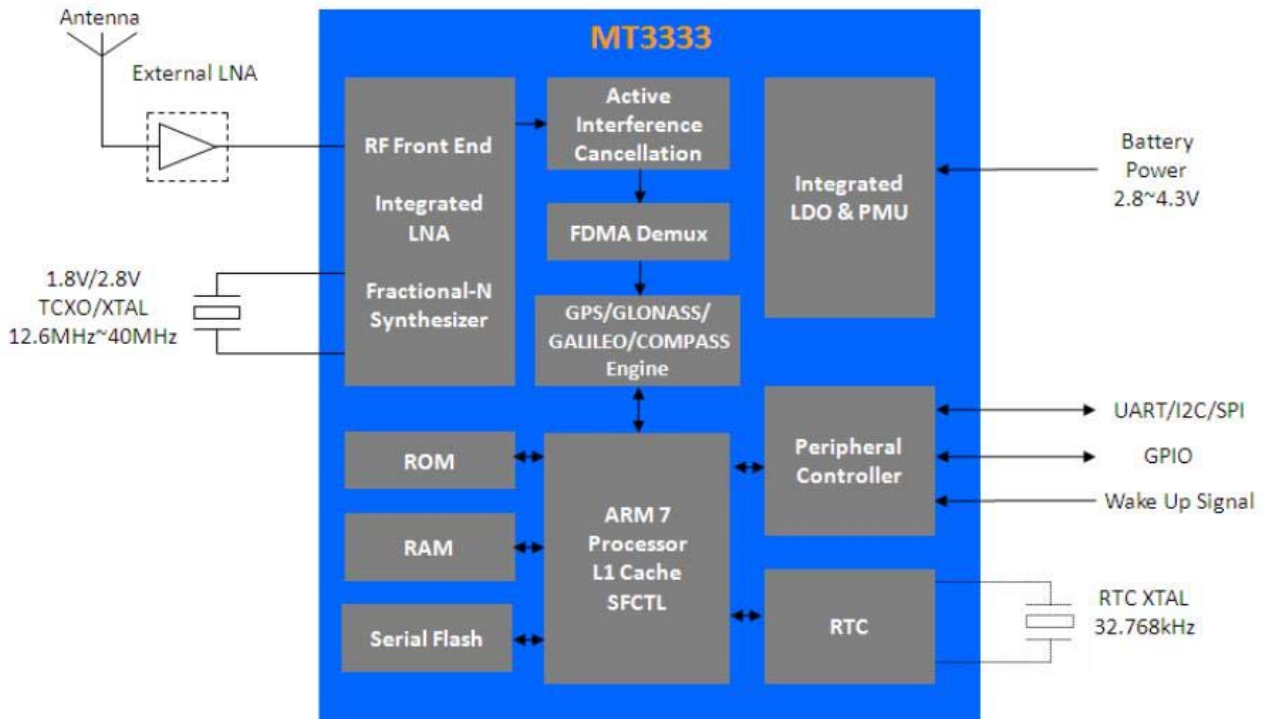 Antenna
External LNA
MT3333
RF Front End
Integrated
LNA
Fractional-N
Synthesizer
Active
Interference
Cancellation
FDMA Demux
GPS/GLONASS/
GALILEO/COMPASS
Engine
Integrated
LDO & PMU
Battery
Power
2.8~4.3V
1.8V/2.8V
TCXO/XTAL
12.6MHz~40MHz
ROM
RAM
Serial Flash
ARM 7
Processor
L1 Cache
SFCTL
Peripheral
Controller
UART/I2C/SPI
GPIO
Wake Up Signal
RTC
RTC XTAL
32.768kHz